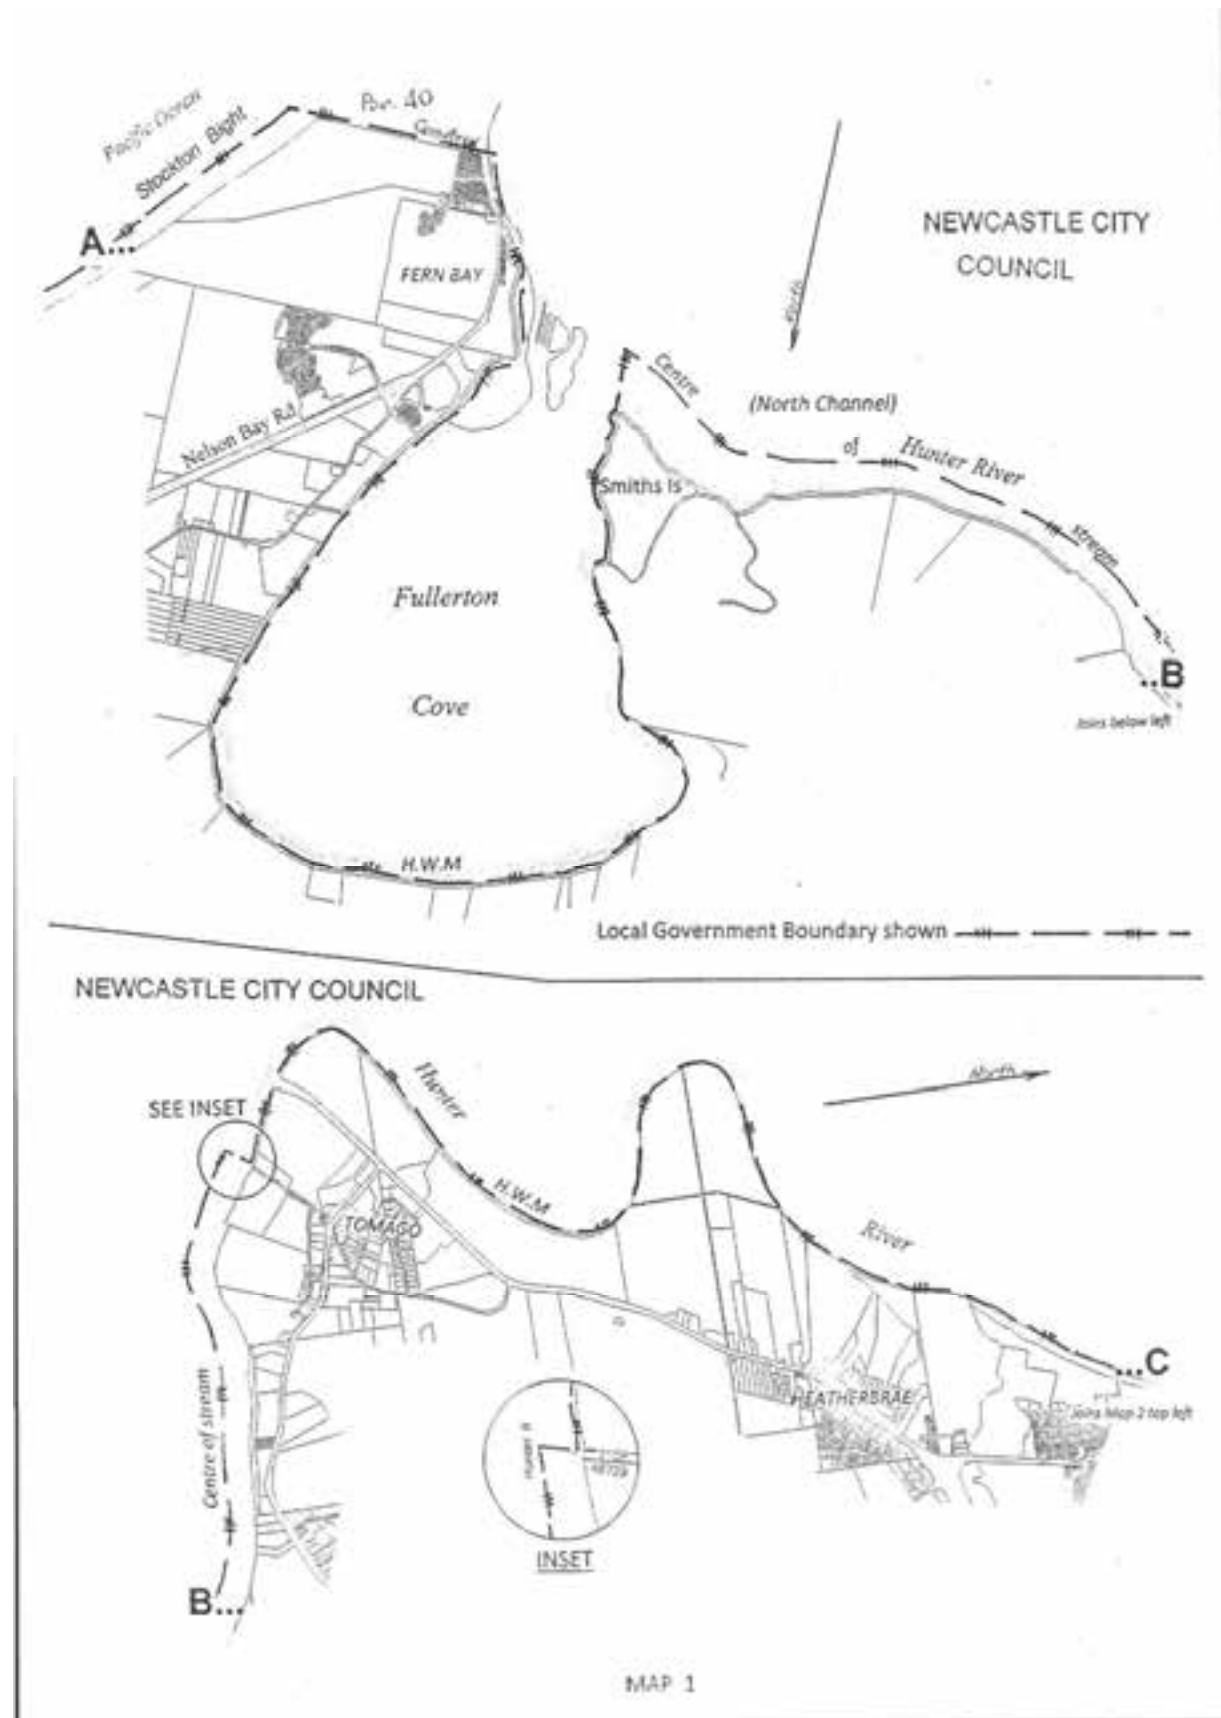 Pacific Ocean
Stockton Bight
Por. 40
A...
FERN BAY
NEWCASTLE CITY
COUNCIL
North
Centre
(North Channel)
of
Hunter River
stream
Nelson Bay Rd
Smiths Is
Fullerton
Cove
..B
Joins below left
H.W.M
Local Government Boundary shown
NEWCASTLE CITY COUNCIL
Hunter
North
SEE INSET
H.W.M
TOMAGO
River
...C
HEATHERBRAE
Joins Map 2 top left
Centre of stream
Hunter R
INSET
B...
MAP 1